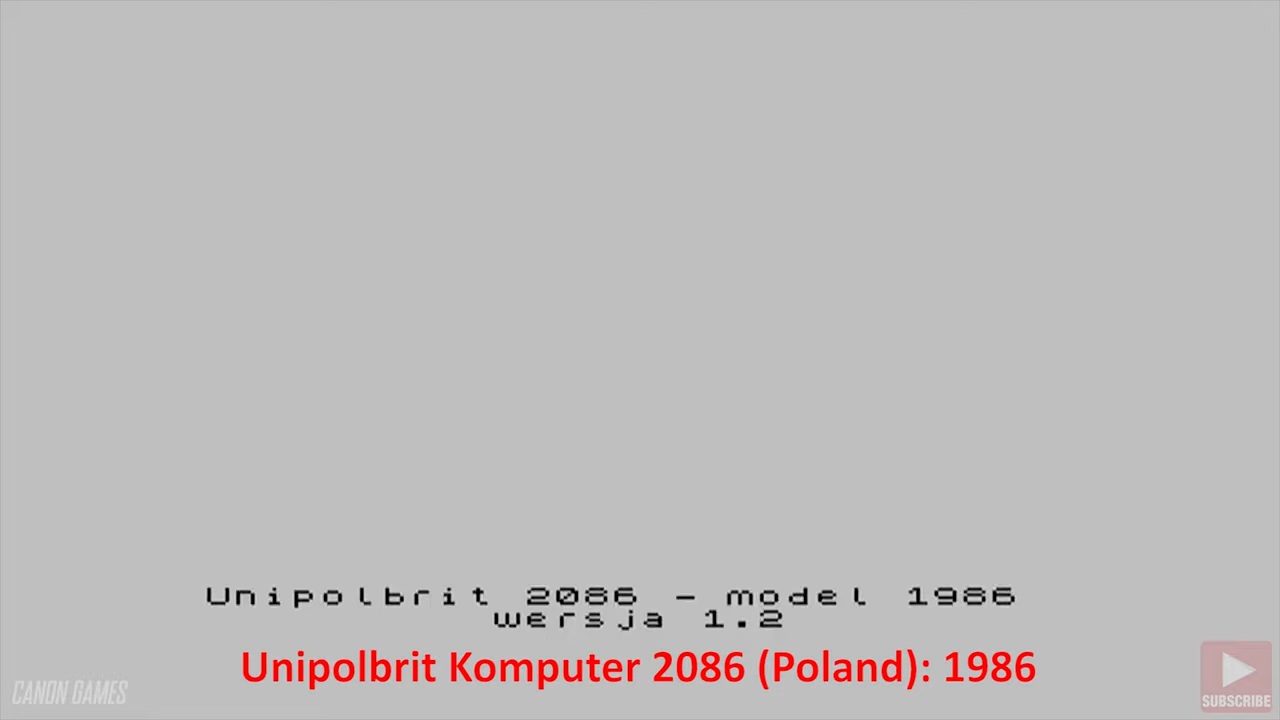 Unipolbrit 2086 - model 1986
wersja 1.2
Unipolbrit Komputer 2086 (Poland): 1986
CANON GAMES
SUBSCRIBE